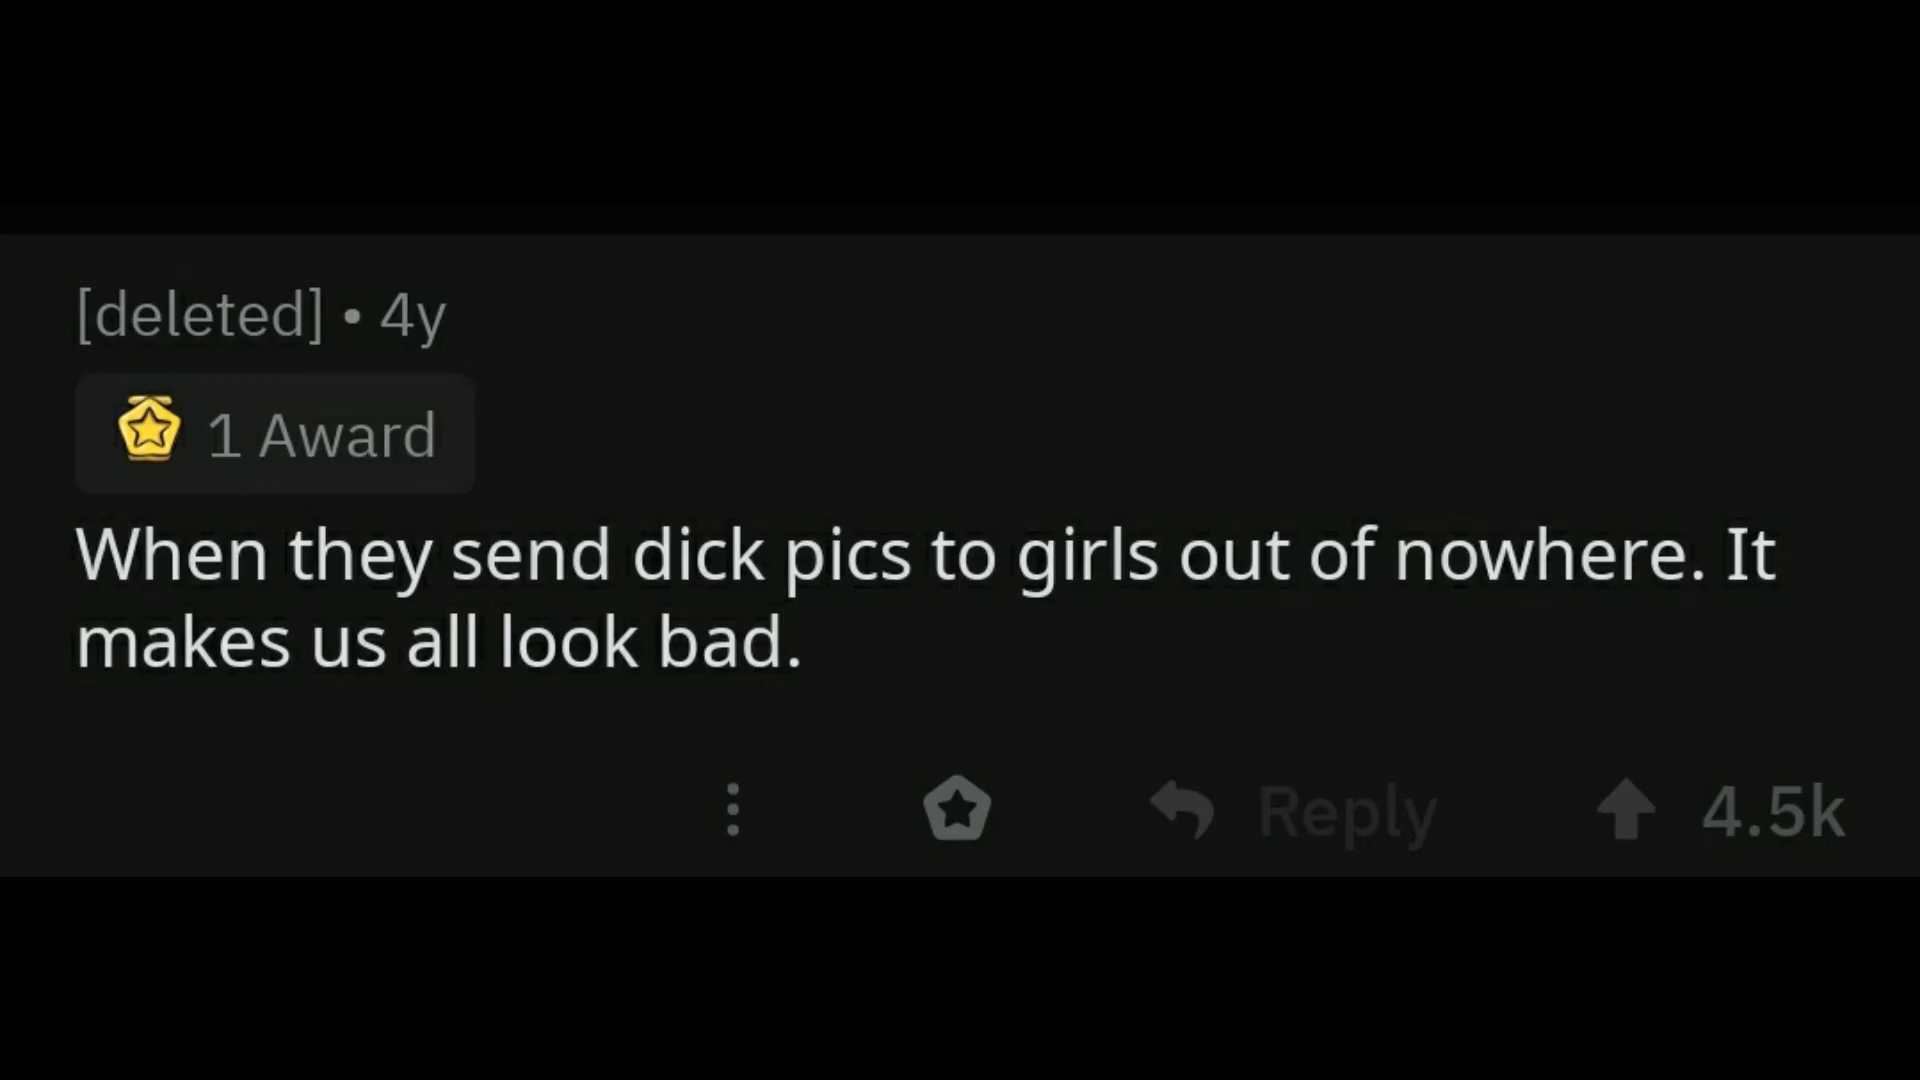 [deleted] • 4y
1 Award
When they send dick pics to girls out of nowhere. It
makes us all look bad.
Reply 4.5k